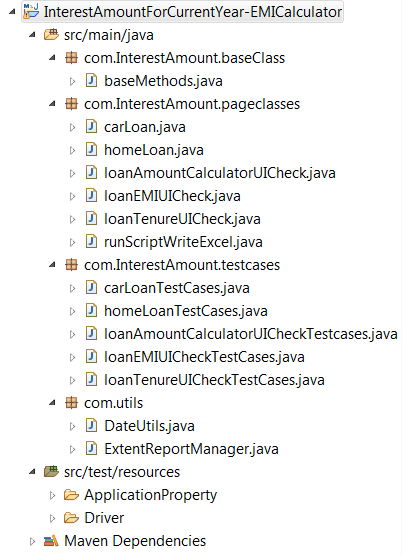 InterestAmountForCurrentYear-EMICalculator
src/main/java
com.InterestAmount.baseClass
baseMethods.java
com.InterestAmount.pageclasses
carLoan.java
homeLoan.java
loanAmountCalculatorUICheck.java
loanEMIUICheck.java
loanTenureUICheck.java
runScriptWriteExcel.java
com.InterestAmount.testcases
carLoanTestCases.java
homeLoanTestCases.java
loanAmountCalculatorUICheckTestcases.java
loanEMIUICheckTestCases.java
loanTenureUICheckTestCases.java
com.utils
DateUtils.java
ExtentReportManager.java
src/test/resources
ApplicationProperty
Driver
Maven Dependencies